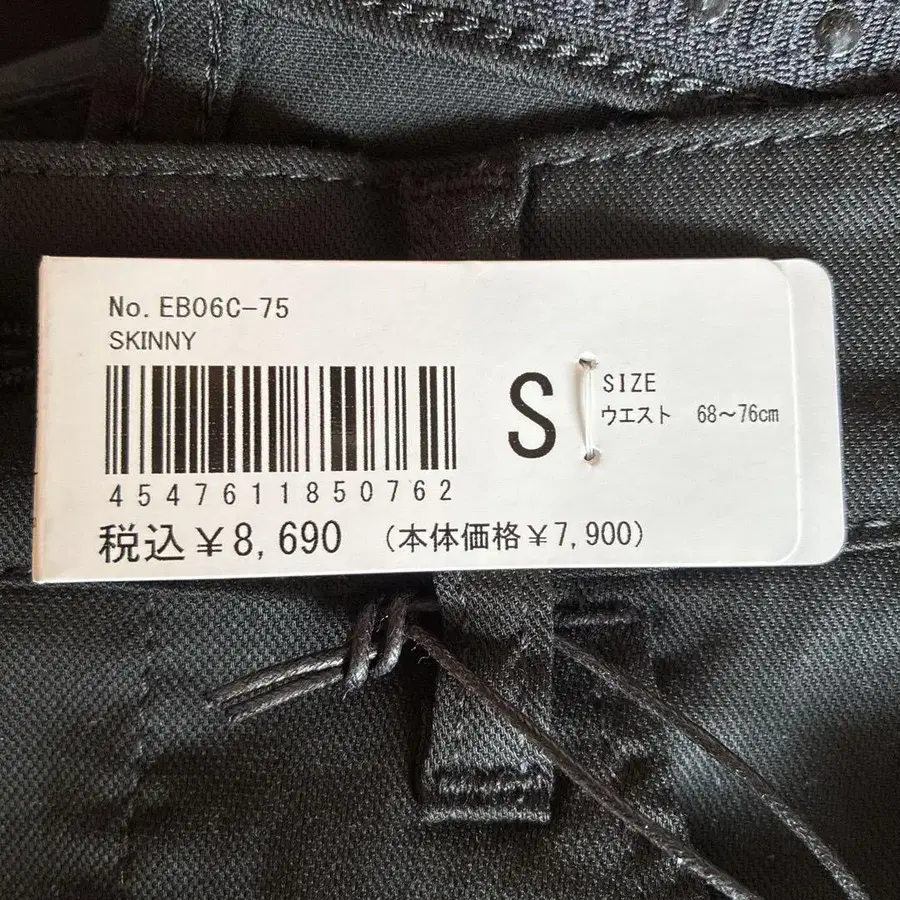 No. EB06C-75
SKINNY
4547611850762
S
SIZE
ウエスト 68～76cm
税込￥8,690 （本体価格￥7,900）